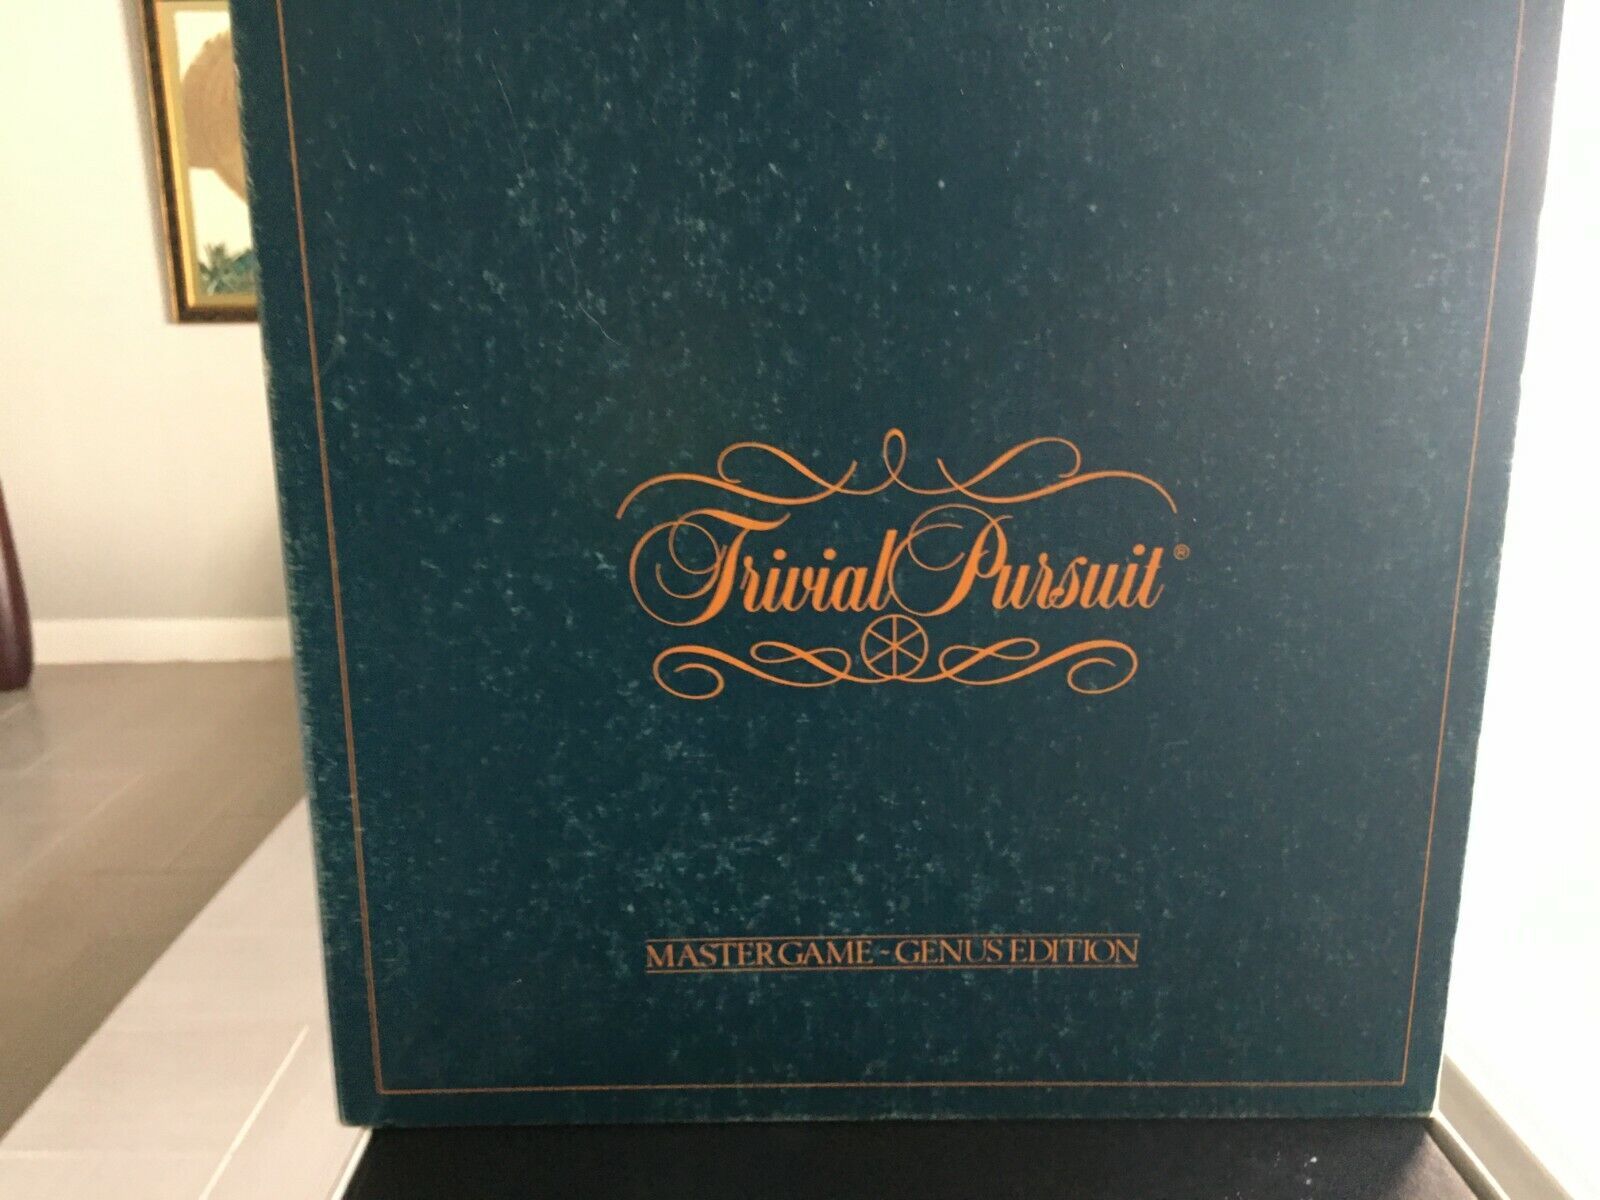 Trivial Pursuit®
MASTER GAME ~ GENUS EDITION